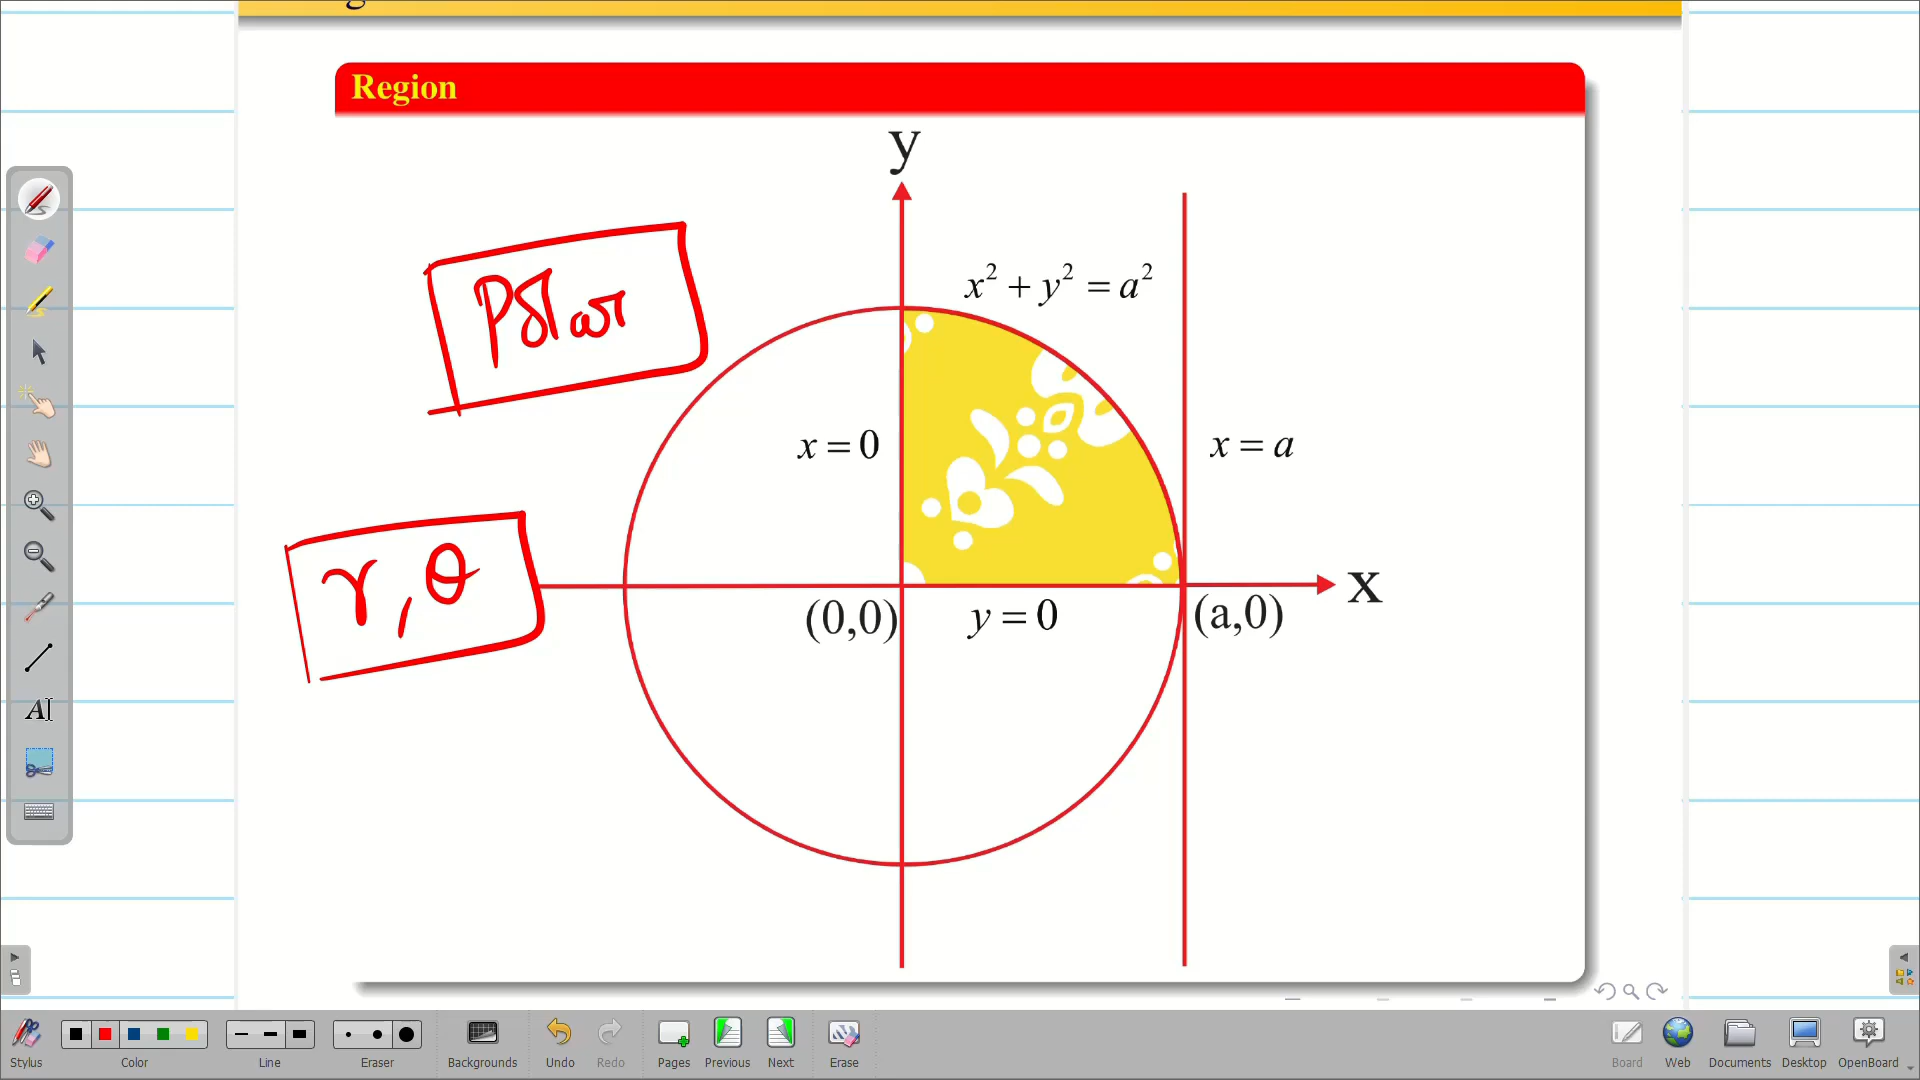 Region
y
x² + y² = a²
Polar
x = 0
x = a
r, θ
x
(0,0)
y = 0
(a,0)
Stylus
Color
Line
Eraser
Backgrounds
Undo
Redo
Pages
Previous
Next
Erase
Board
Web
Documents
Desktop
OpenBoard